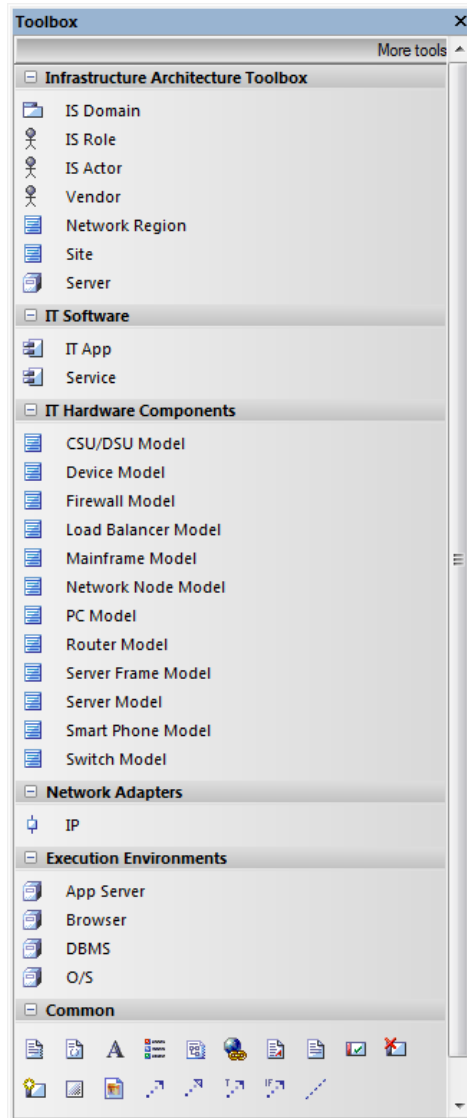 Toolbox
More tools
Infrastructure Architecture Toolbox
IS Domain
IS Role
IS Actor
Vendor
Network Region
Site
Server
IT Software
IT App
Service
IT Hardware Components
CSU/DSU Model
Device Model
Firewall Model
Load Balancer Model
Mainframe Model
Network Node Model
PC Model
Router Model
Server Frame Model
Server Model
Smart Phone Model
Switch Model
Network Adapters
IP
Execution Environments
App Server
Browser
DBMS
O/S
Common
A
T IF